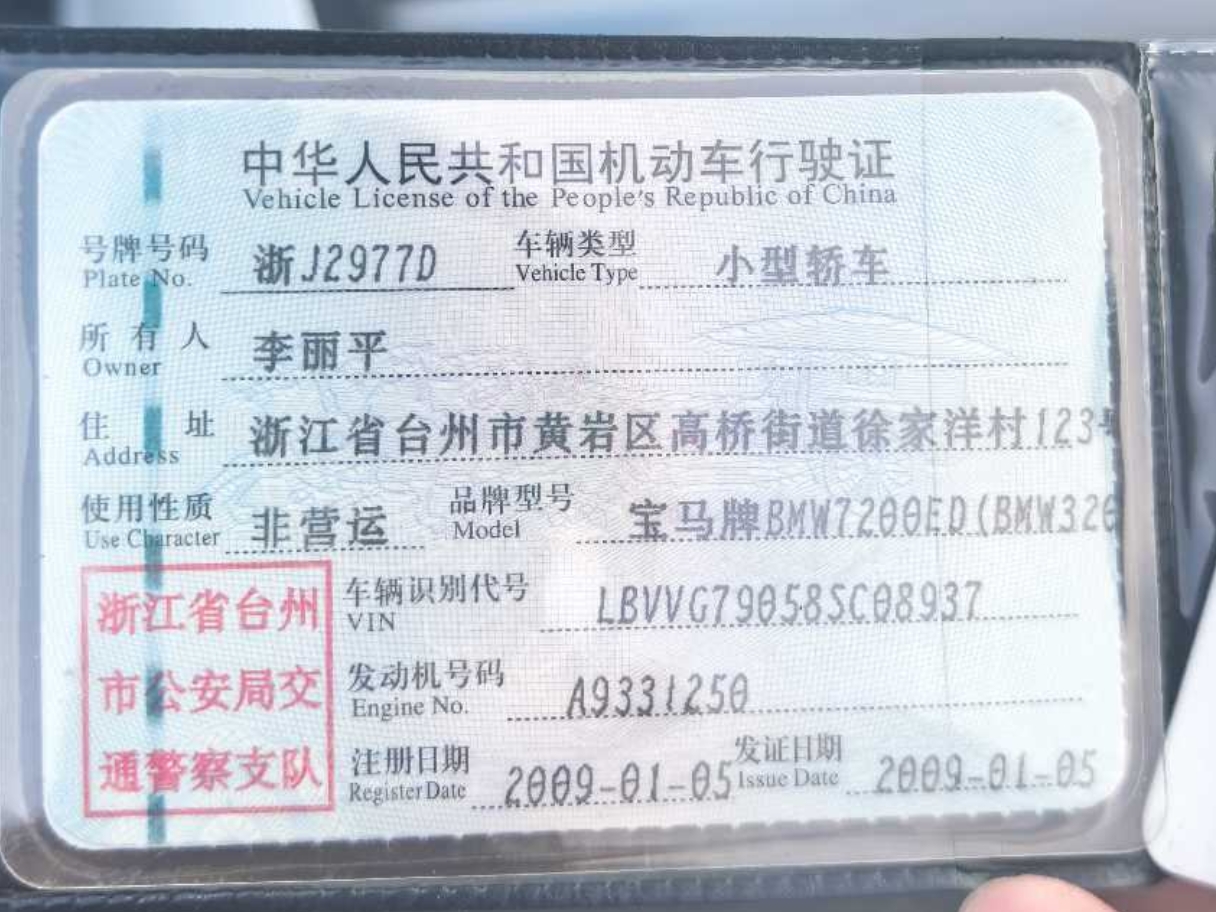 中华人民共和国机动车行驶证
Vehicle License of the People's Republic of China
号牌号码 浙J2977D 车辆类型 小型轿车
Plate No. Vehicle Type
所有人 李丽平
Owner
住址 浙江省台州市黄岩区高桥街道徐家洋村123号
Address
使用性质 非营运 品牌型号 宝马牌BMW7200ED(BMW320
Use Character Model
浙江省台州
市公安局交
通警察支队
车辆识别代号 LBVVG79058SC08937
VIN
发动机号码 A9331250
Engine No.
注册日期 2009-01-05 发证日期 2009-01-05
Register Date Issue Date